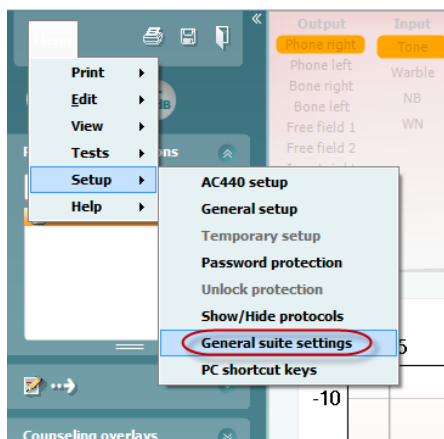 Output Input
Phone right Tone
Phone left Warble
Bone right NB
Bone left WN
Free field 1
Free field 2
Print
Edit
View
Tests
Setup
Help
AC440 setup
General setup
Temporary setup
Password protection
Unlock protection
Show/Hide protocols
General suite settings
PC shortcut keys
-10
Counseling overlays